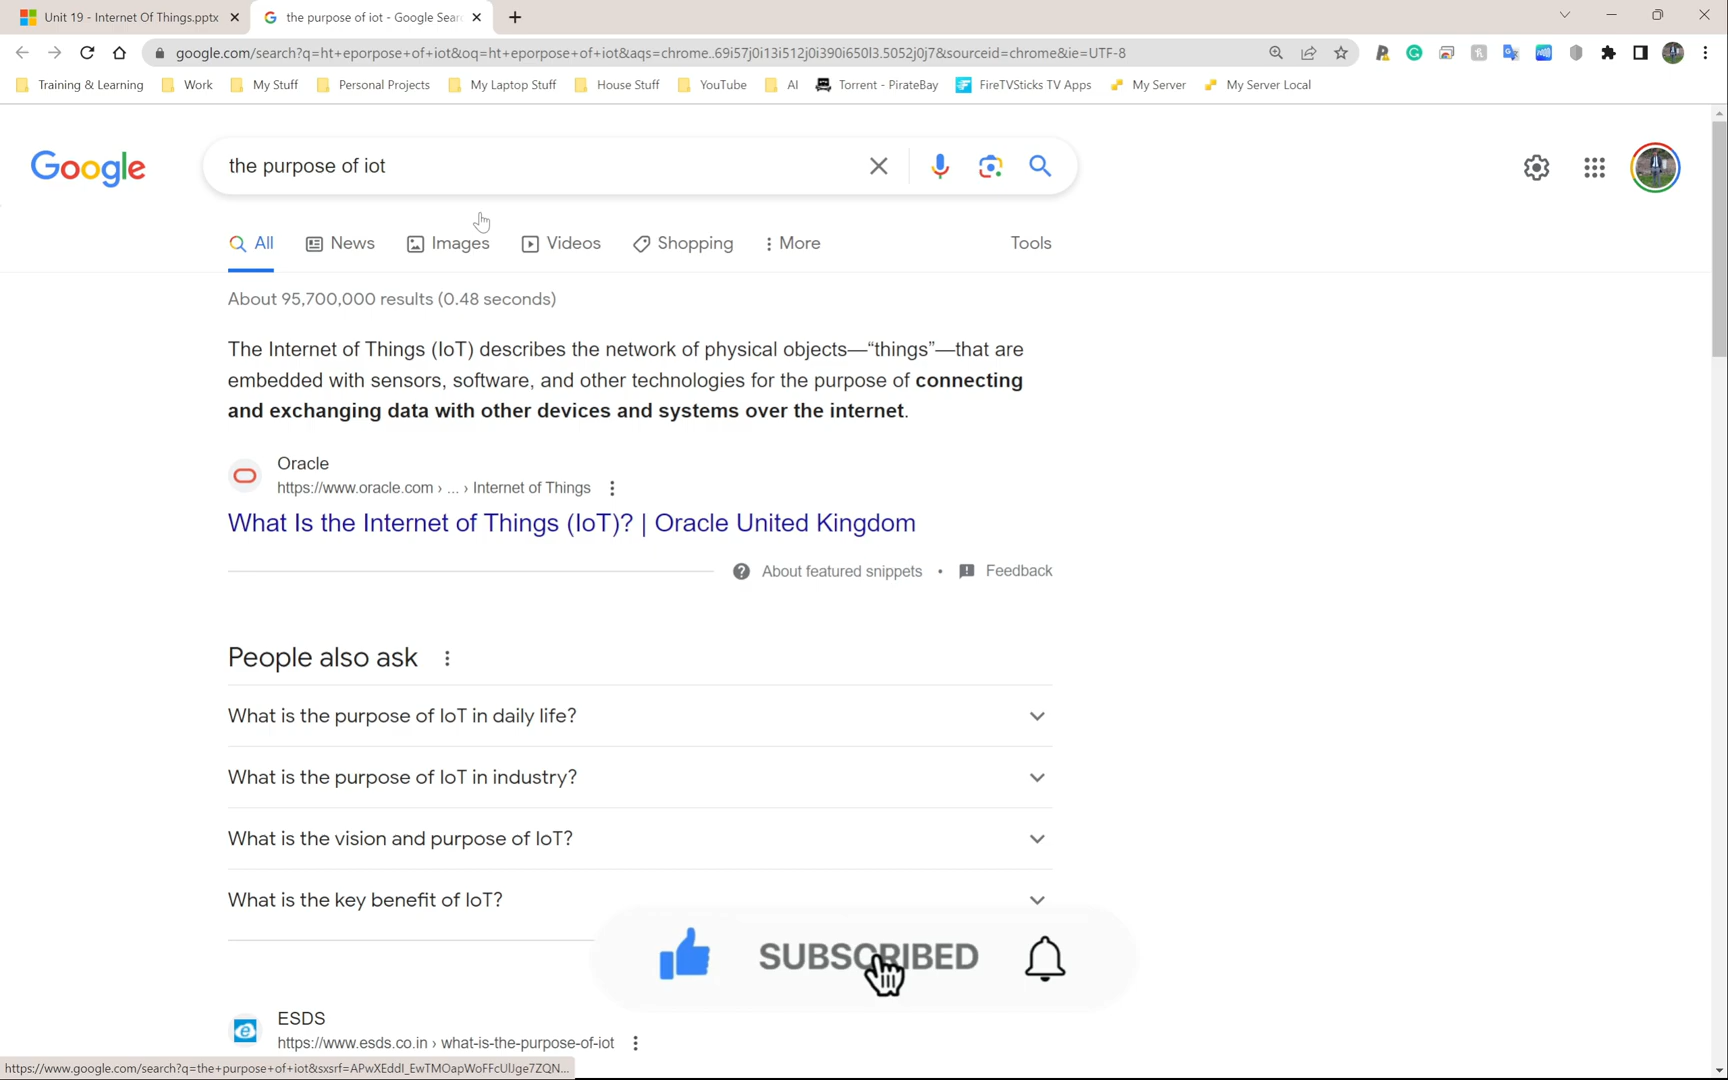 Unit 19 - Internet Of Things.pptx
the purpose of iot - Google Sear
google.com/search?q=ht+eporpose+of+iot&oq=ht+eporpose+of+iot&aqs=chrome..69i57j0i13i512j0i390i650l3.5052j0j7&sourceid=chrome&ie=UTF-8
Training & Learning Work My Stuff Personal Projects My Laptop Stuff House Stuff YouTube AI Torrent - PirateBay FireTVSticks TV Apps My Server My Server Local
Google
the purpose of iot
All News Images Videos Shopping More Tools
About 95,700,000 results (0.48 seconds)
The Internet of Things (IoT) describes the network of physical objects—“things”—that are
embedded with sensors, software, and other technologies for the purpose of connecting
and exchanging data with other devices and systems over the internet.
Oracle
https://www.oracle.com › ... › Internet of Things
What Is the Internet of Things (IoT)? | Oracle United Kingdom
About featured snippets • Feedback
People also ask
What is the purpose of IoT in daily life?
What is the purpose of IoT in industry?
What is the vision and purpose of IoT?
What is the key benefit of IoT?
SUBSCRIBED
ESDS
https://www.esds.co.in › what-is-the-purpose-of-iot